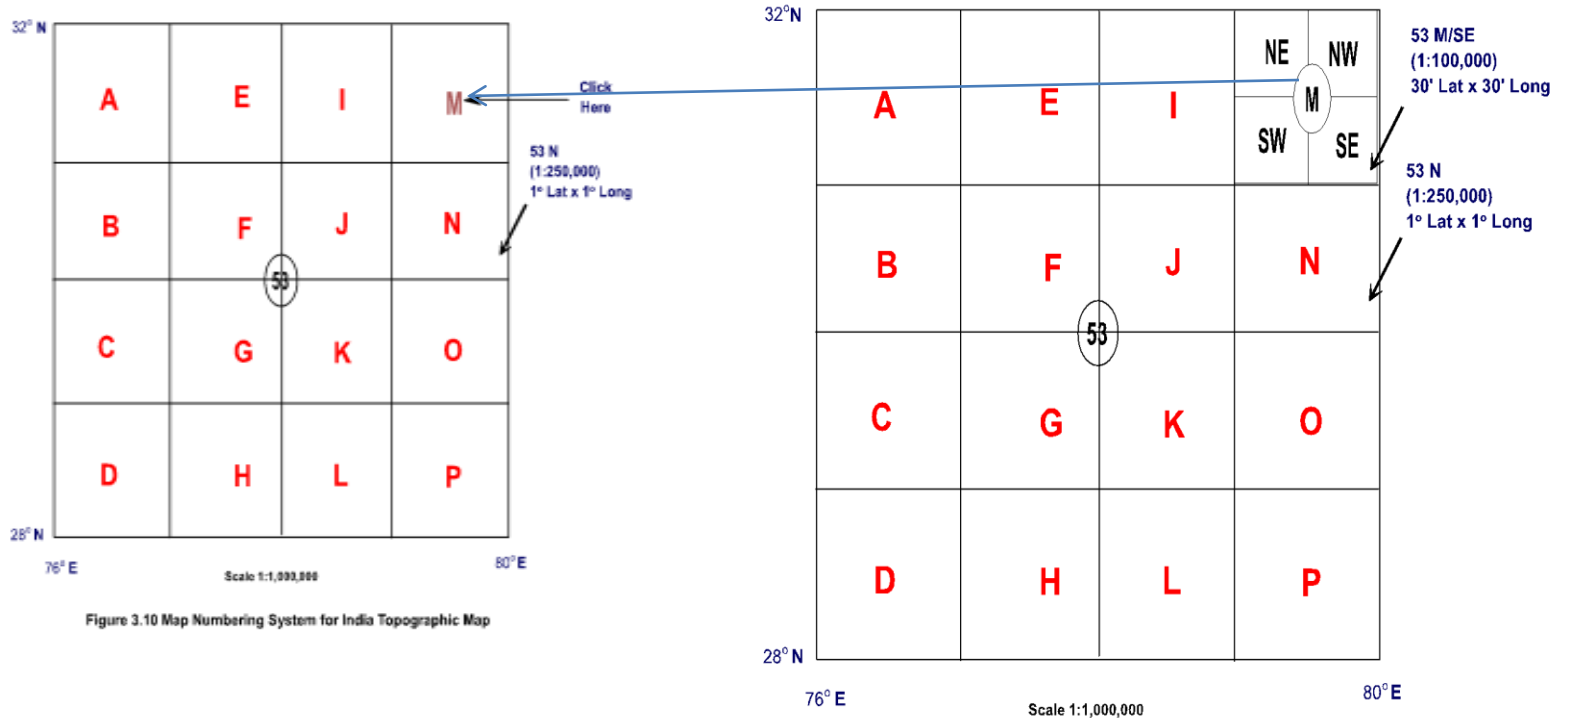 32° N
A E I M
Click
Here
53 N
(1:250,000)
1° Lat x 1° Long
B F J N
53
C G K O
D H L P
28° N
76° E
80° E
Scale 1:1,000,000
Figure 3.10 Map Numbering System for India Topographic Map
32° N
NE NW
A E I M
SW SE
53 M/SE
(1:100,000)
30' Lat x 30' Long
53 N
(1:250,000)
1° Lat x 1° Long
B F J N
53
C G K O
D H L P
28° N
76° E
80° E
Scale 1:1,000,000